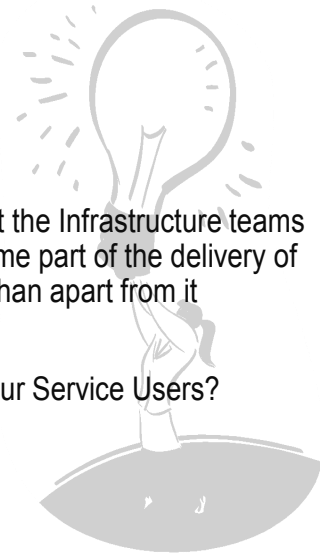 t the Infrastructure teams
me part of the delivery of
han apart from it
ur Service Users?